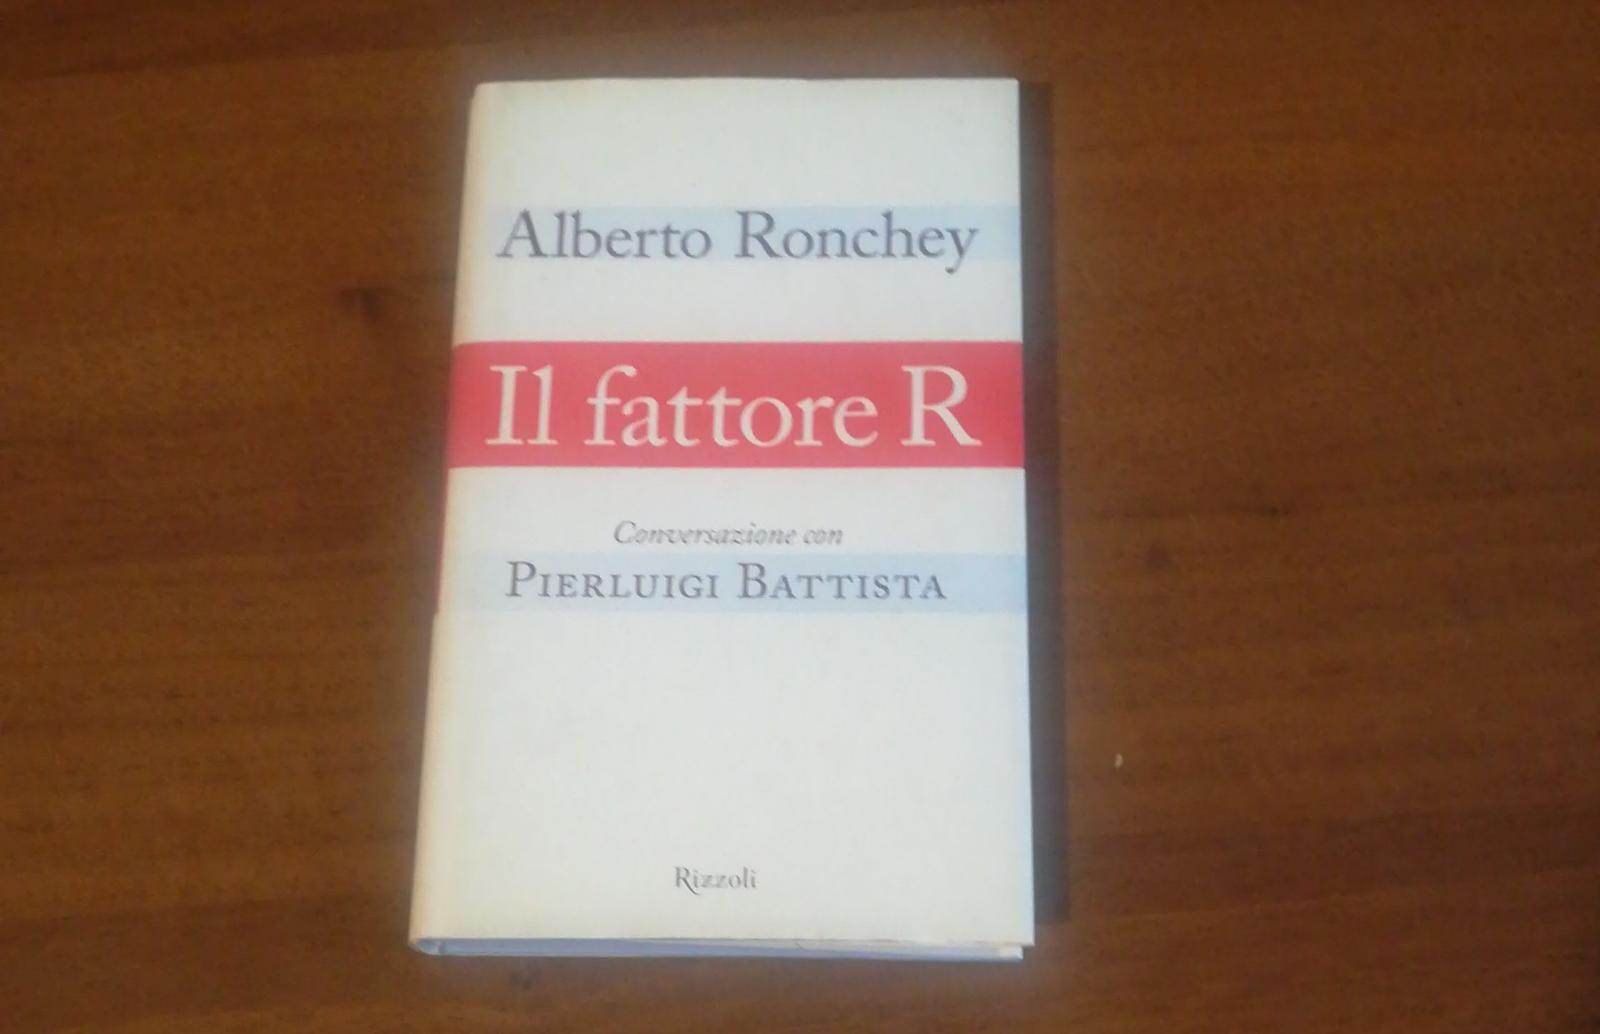 Alberto Ronchey
Il fattore R
Conversazione con
PIERLUIGI BATTISTA
Rizzoli